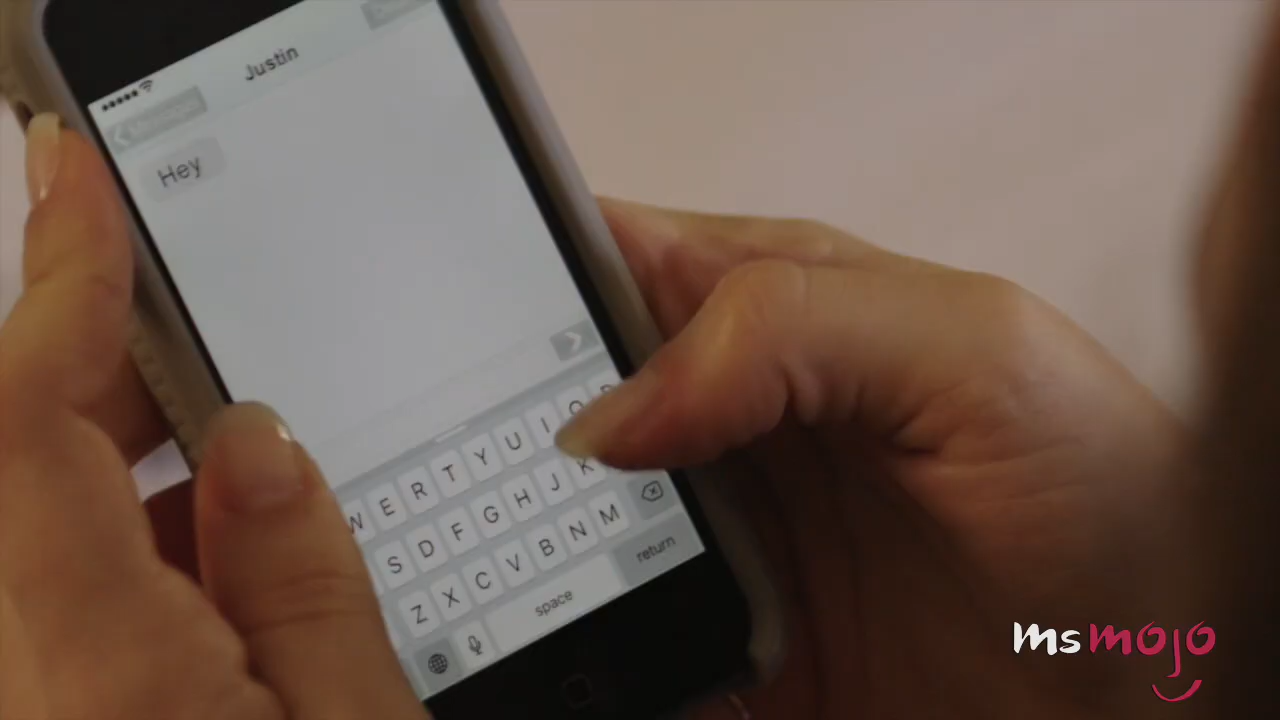 Justin
Hey
W E R T Y U I O
S D F G H J K
Z X C V B N M
space return
msmojo